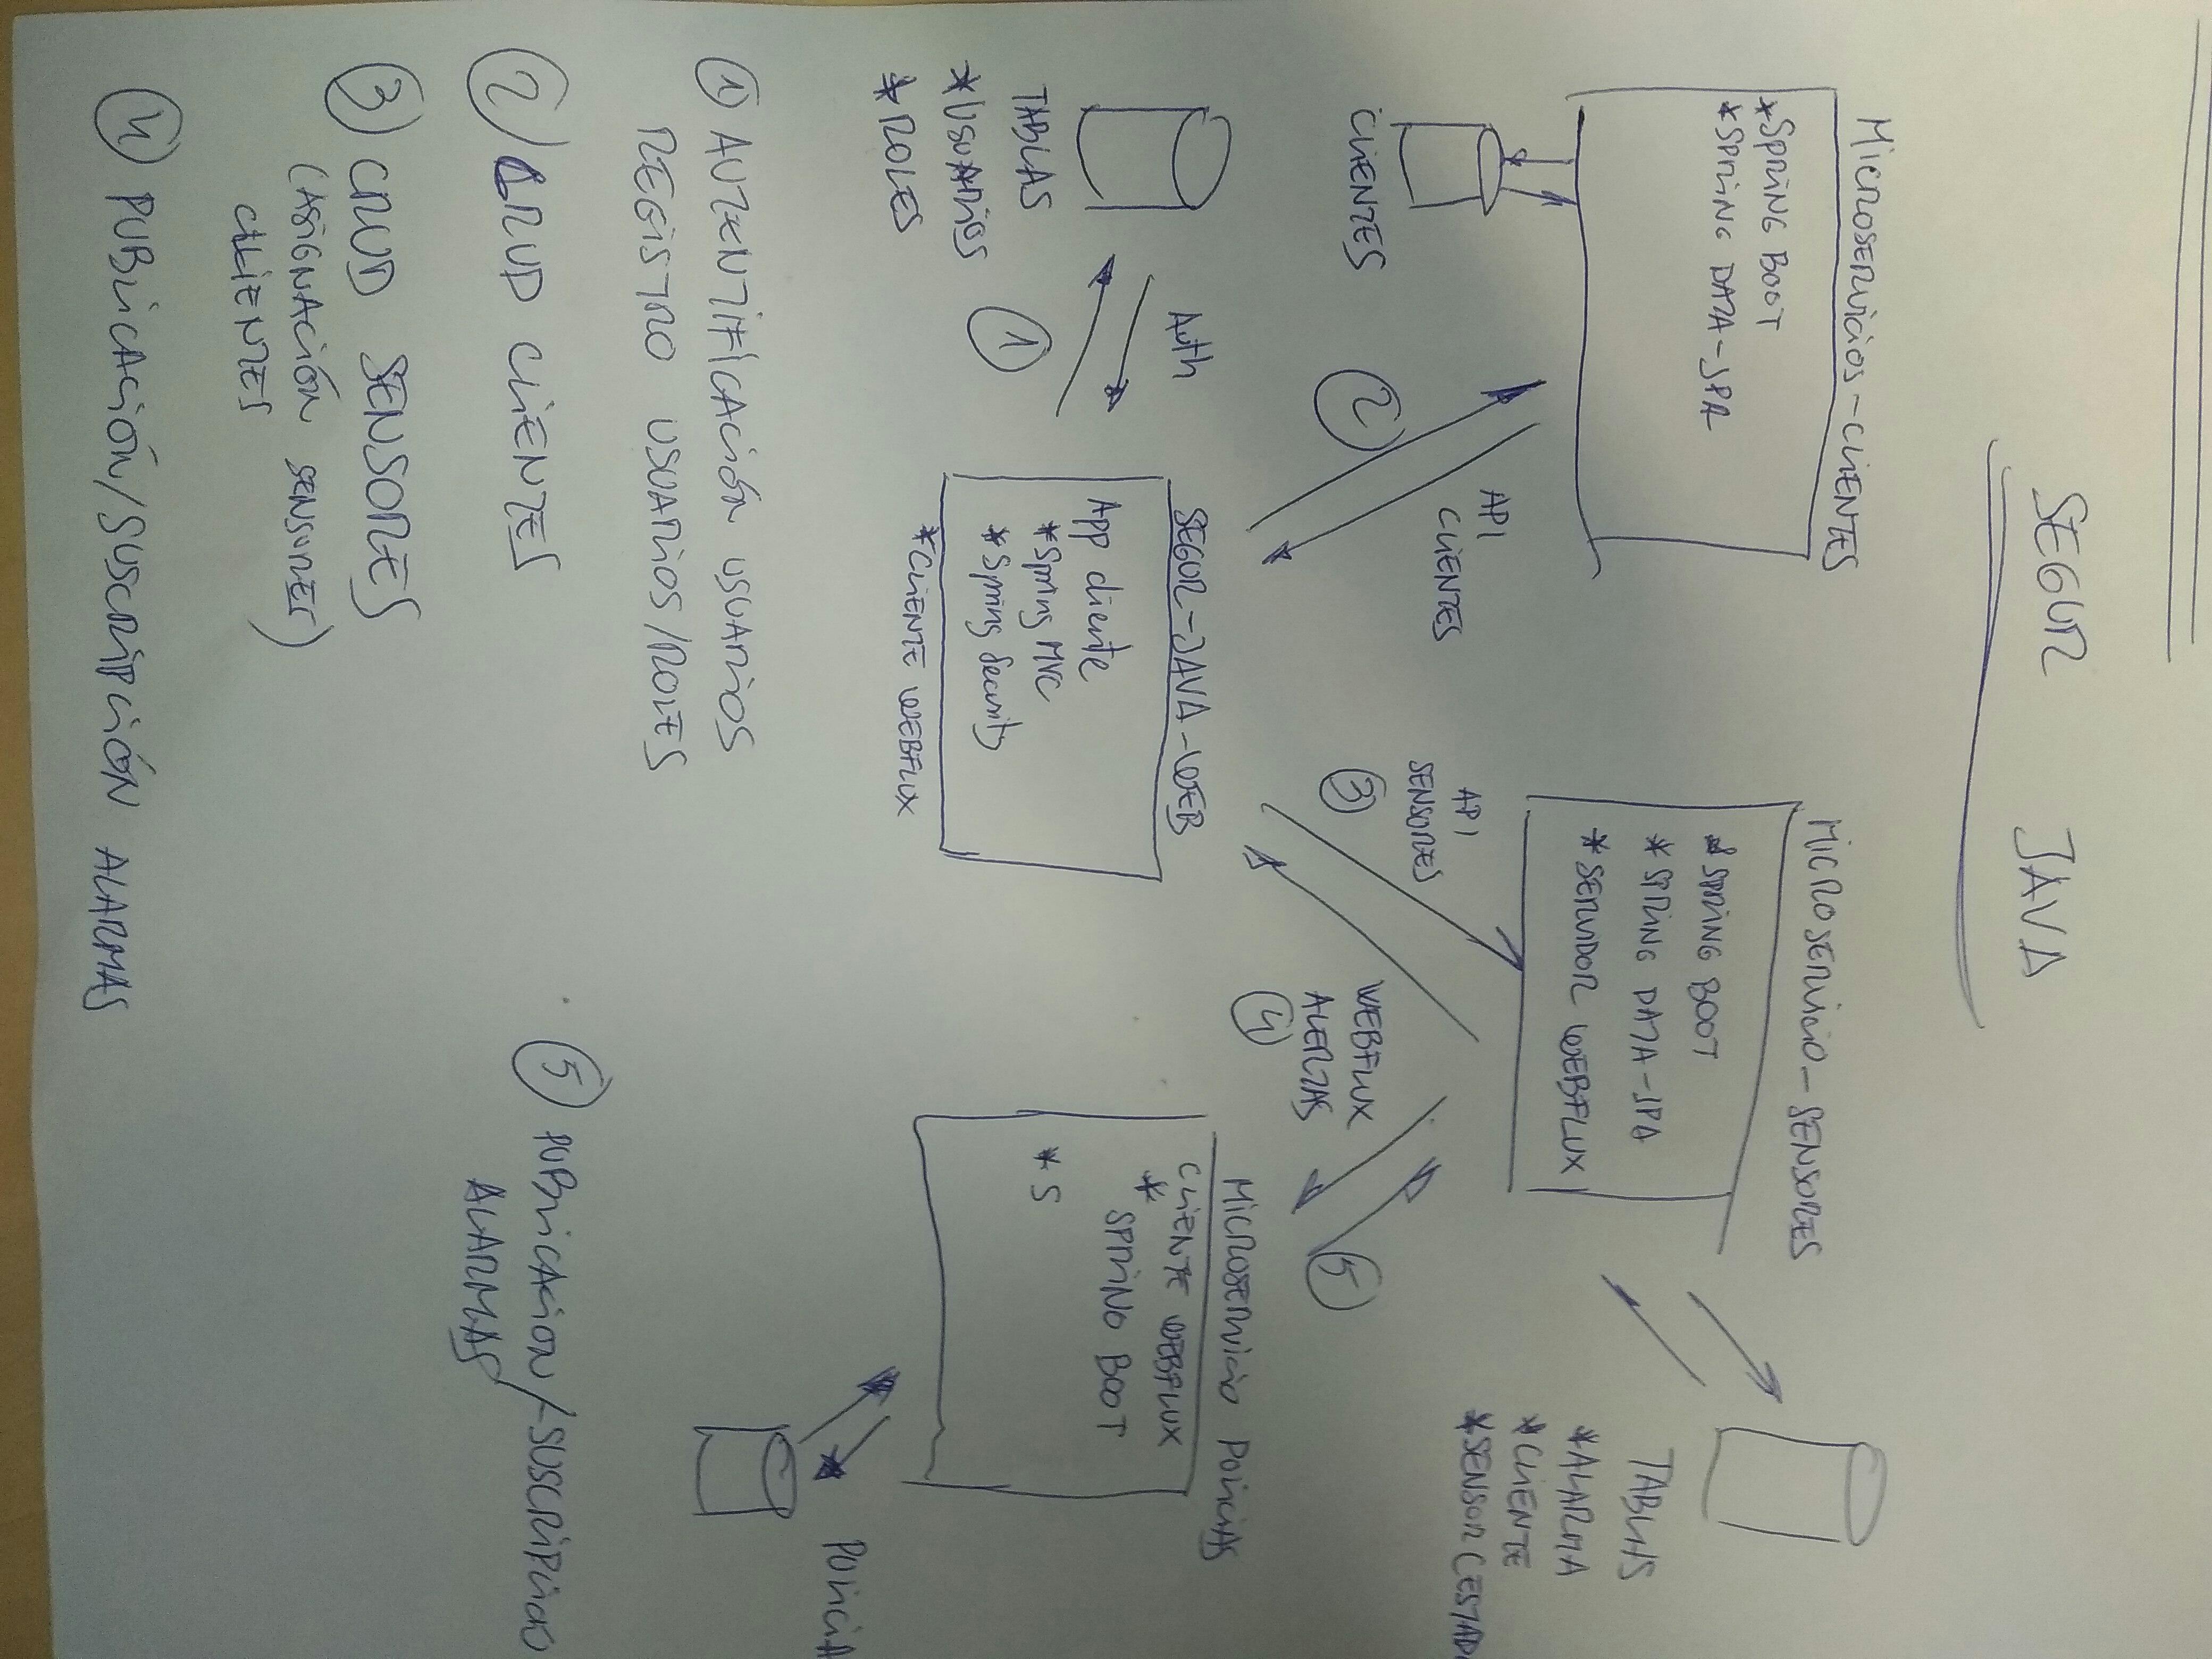 SEGUR JAVA
MICROSERVICIOS-CLIENTES
*SPRING BOOT
*SPRING DATA-JPA
CLIENTES
API
CLIENTES
2
MICROSERVICIO-SENSORES
*SPRING BOOT
*SPRING DATA-JPA
*SERVIDOR WEBFLUX
TABLAS
*ALARMA
*CLIENTE
*SENSOR (ESTADO
API
SENSORES
3
WEBFLUX
ALERTAS
4
5
TABLAS
*USUARIOS
*ROLES
Auth
1
SEGUR-JAVA-WEB
App cliente
*Spring MVC
*Spring Security
*CLIENTE WEBFLUX
MICROSERVICIO POLICIAS
CLIENTE WEBFLUX
*
SPRING BOOT
*S
POLICIA
1 AUTENTIFICACIÓN USUARIOS
REGISTRO USUARIOS/ROLES
2 CRUD CLIENTES
3 CRUD SENSORES
(ASIGNACIÓN SENSORES)
CLIENTES
4 PUBLICACIÓN/SUSCRIPCIÓN ALARMAS
5 PUBLICACION/SUSCRIPCIO
ALARMAS